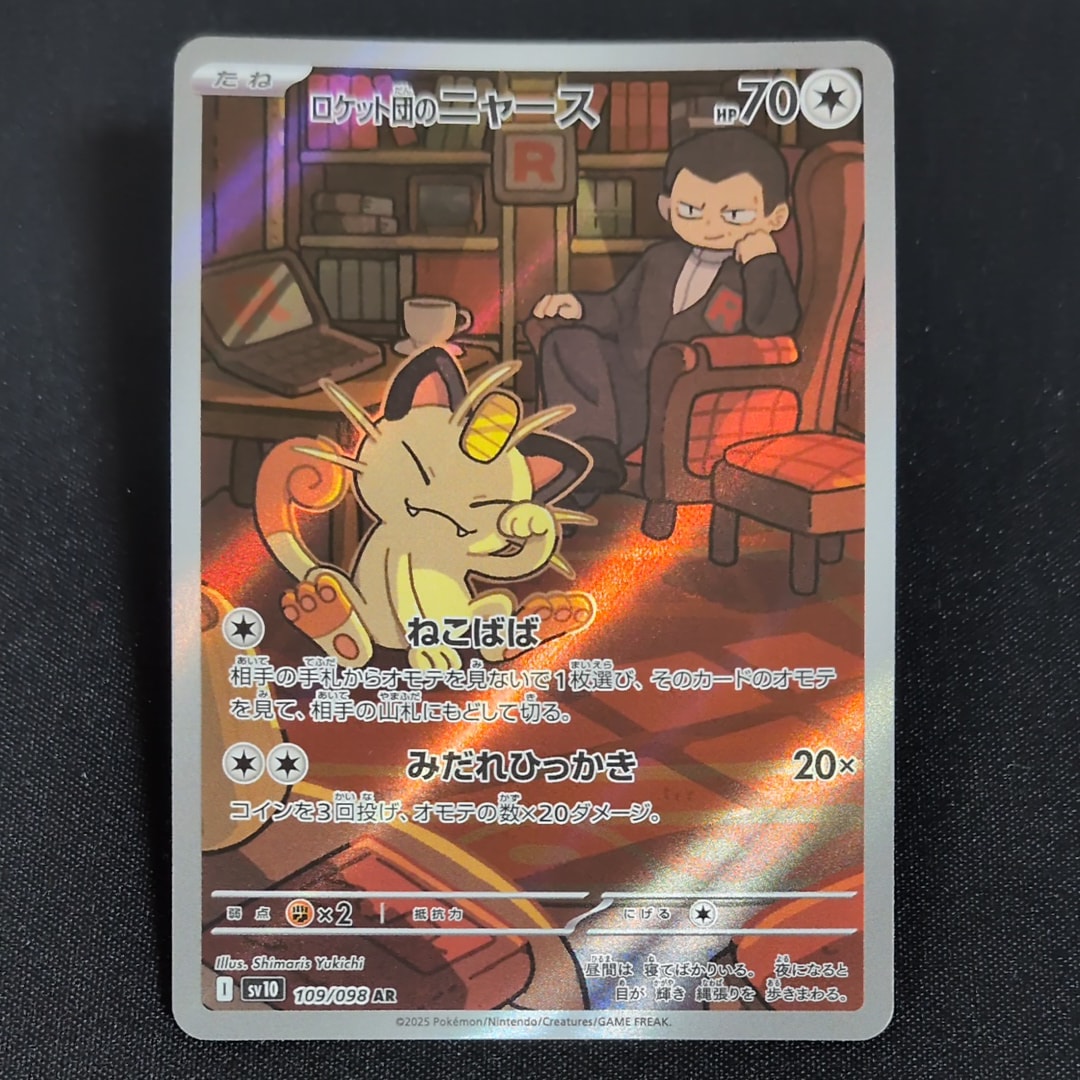 たね
ロケット団のニャース
HP70
R
R
ねこばば
相手の手札からオモテを見ないで1枚選び、そのカードのオモテ
を見て、相手の山札にもどして切る。
みだれひっかき 20×
コインを3回投げ、オモテの数×20ダメージ。
弱点 ×2 抵抗力 にげる
Illus. Shimaris Yukichi
I sv10 109/098 AR
昼間は 寝てばかりいる。 夜になると
目が 輝き 縄張りを 歩きまわる。
©2025 Pokémon/Nintendo/Creatures/GAME FREAK.